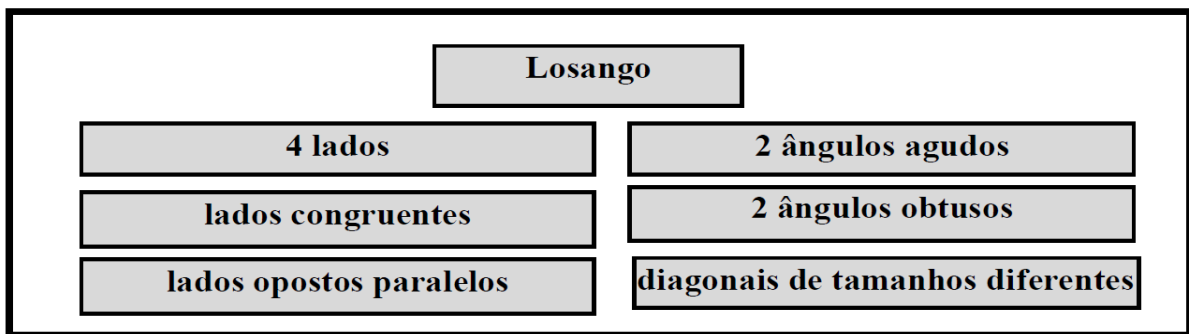 Losango
4 lados
2 ângulos agudos
lados congruentes
2 ângulos obtusos
lados opostos paralelos
diagonais de tamanhos diferentes